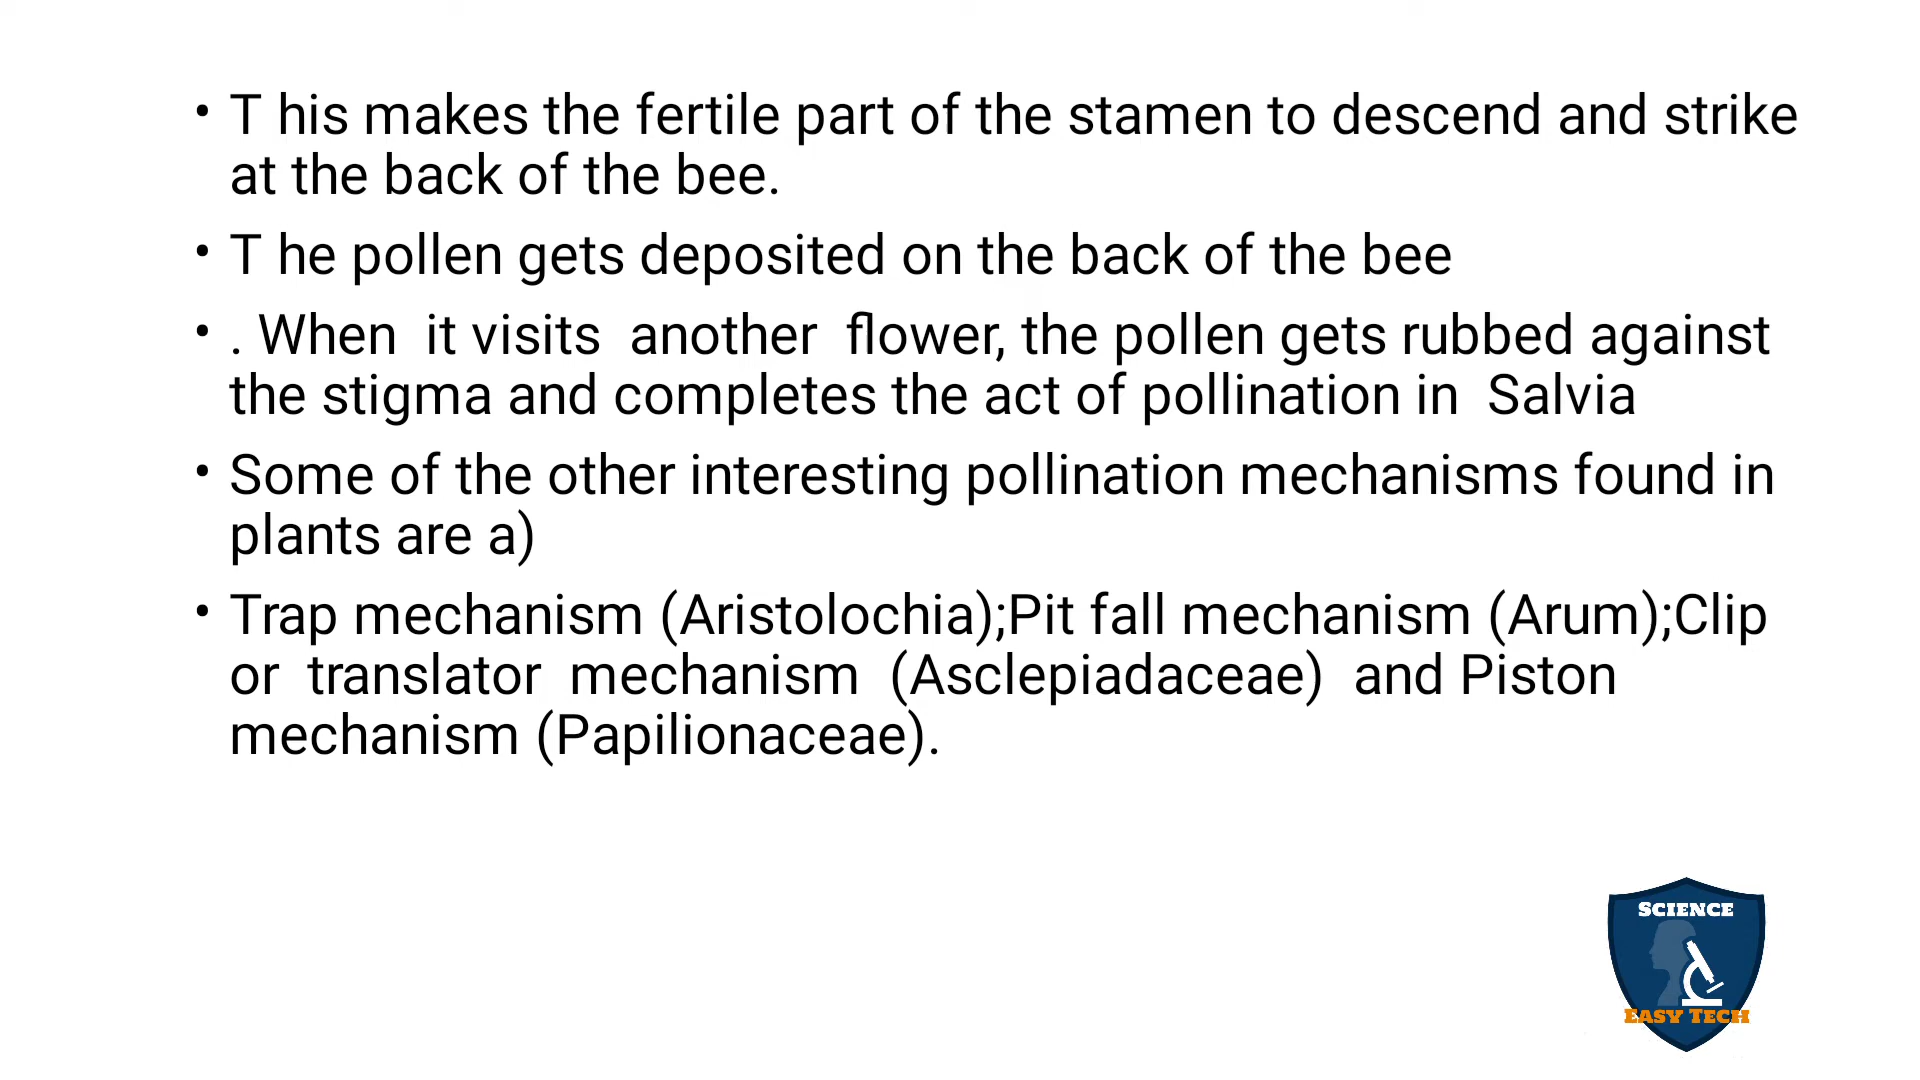 • T his makes the fertile part of the stamen to descend and strike
at the back of the bee.
• T he pollen gets deposited on the back of the bee
• . When  it visits  another  flower, the pollen gets rubbed against
the stigma and completes the act of pollination in  Salvia
• Some of the other interesting pollination mechanisms found in
plants are a)
• Trap mechanism (Aristolochia);Pit fall mechanism (Arum);Clip
or  translator  mechanism  (Asclepiadaceae)  and Piston
mechanism (Papilionaceae).
SCIENCE
EASY TECH